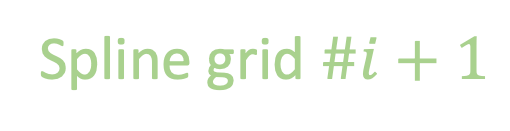 Spline grid #i + 1